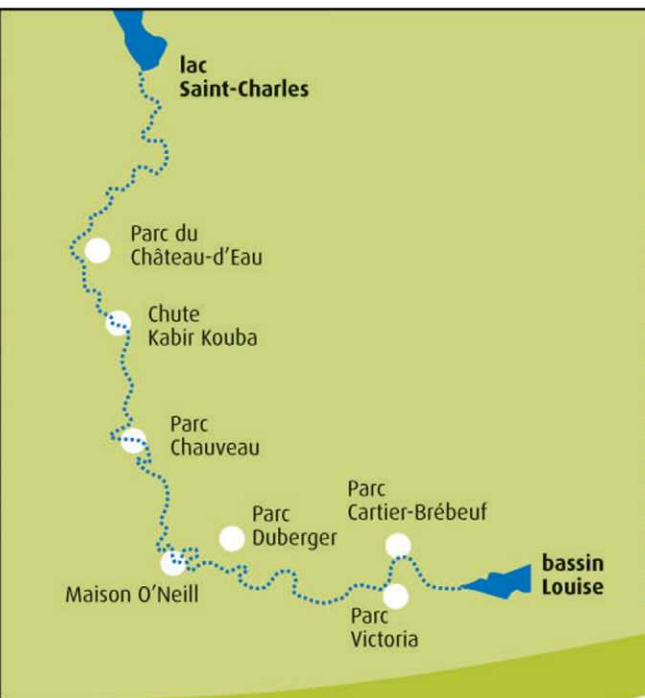 lac
Saint-Charles
Parc du
Château-d'Eau
Chute
Kabir Kouba
Parc
Chauveau
Parc
Duberger
Parc
Cartier-Brébeuf
Maison O'Neill
bassin
Louise
Parc
Victoria